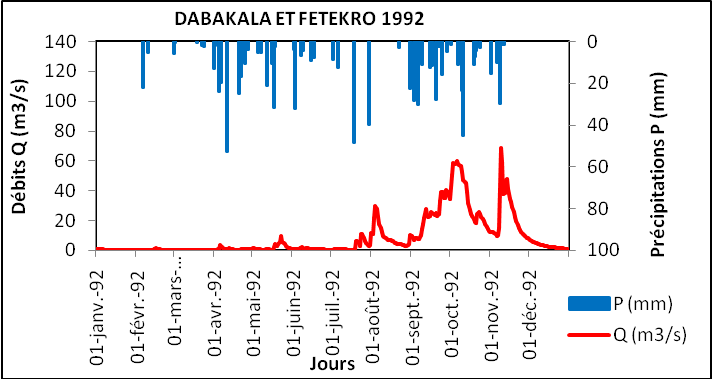 DABAKALA ET FETEKRO 1992
Débits Q (m3/s)
140
120
100
80
60
40
20
0
0
20
40
60
80
100
Précipitations P (mm)
01-janv.-92
01-févr.-92
01-mars-...
01-avr.-92
01-mai-92
01-juin-92
01-juil.-92
01-août-92
01-sept.-92
01-oct.-92
01-nov.-92
01-déc.-92
Jours
P (mm)
Q (m3/s)